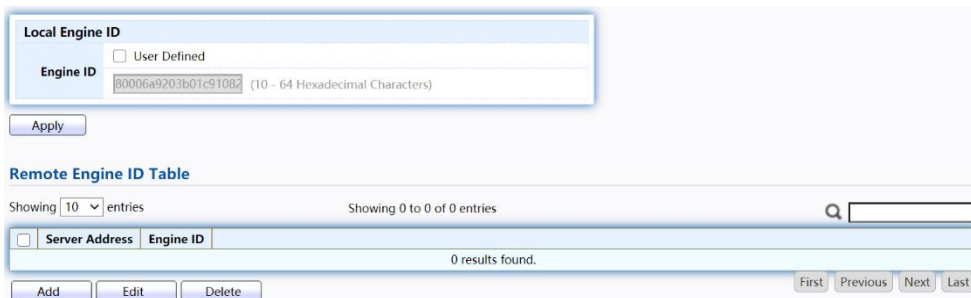 Local Engine ID
User Defined
Engine ID
80006a9203b01c91082 (10 - 64 Hexadecimal Characters)
Apply
Remote Engine ID Table
Showing 10 entries Showing 0 to 0 of 0 entries
Server Address Engine ID
0 results found.
Add Edit Delete First Previous Next Last